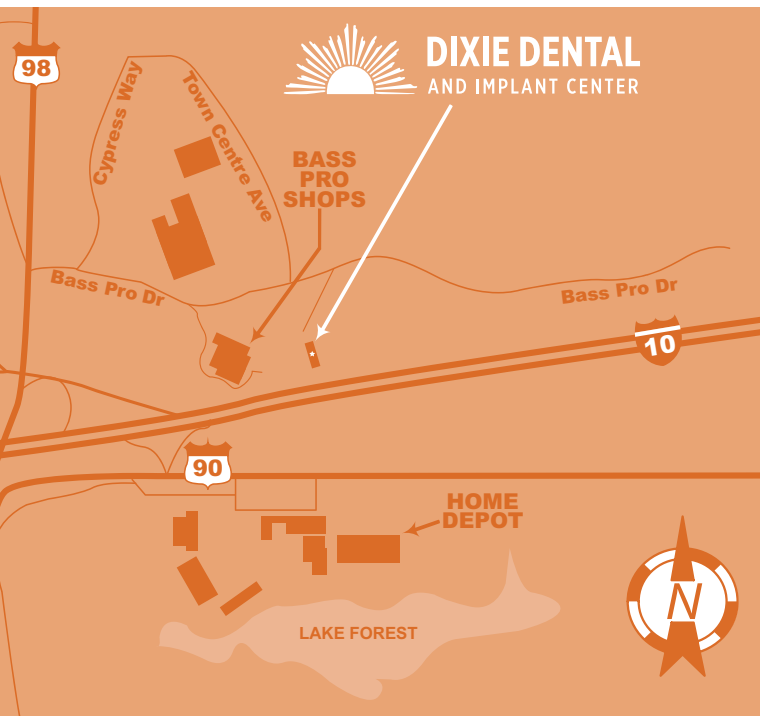 98
DIXIE DENTAL
AND IMPLANT CENTER
Cypress Way
Town Centre Ave
BASS
PRO
SHOPS
Bass Pro Dr
Bass Pro Dr
10
90
HOME
DEPOT
LAKE FOREST
N